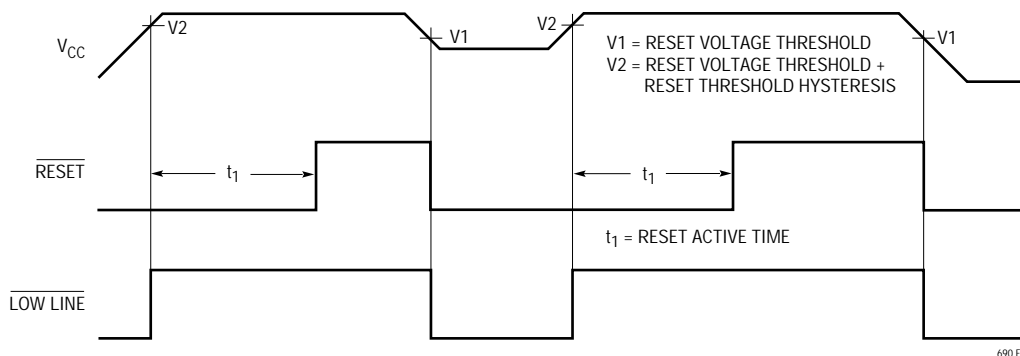 V2
V1
V2
V1
VCC
V1 = RESET VOLTAGE THRESHOLD
V2 = RESET VOLTAGE THRESHOLD +
RESET THRESHOLD HYSTERESIS
RESET
t1
t1
t1 = RESET ACTIVE TIME
LOW LINE
690 F